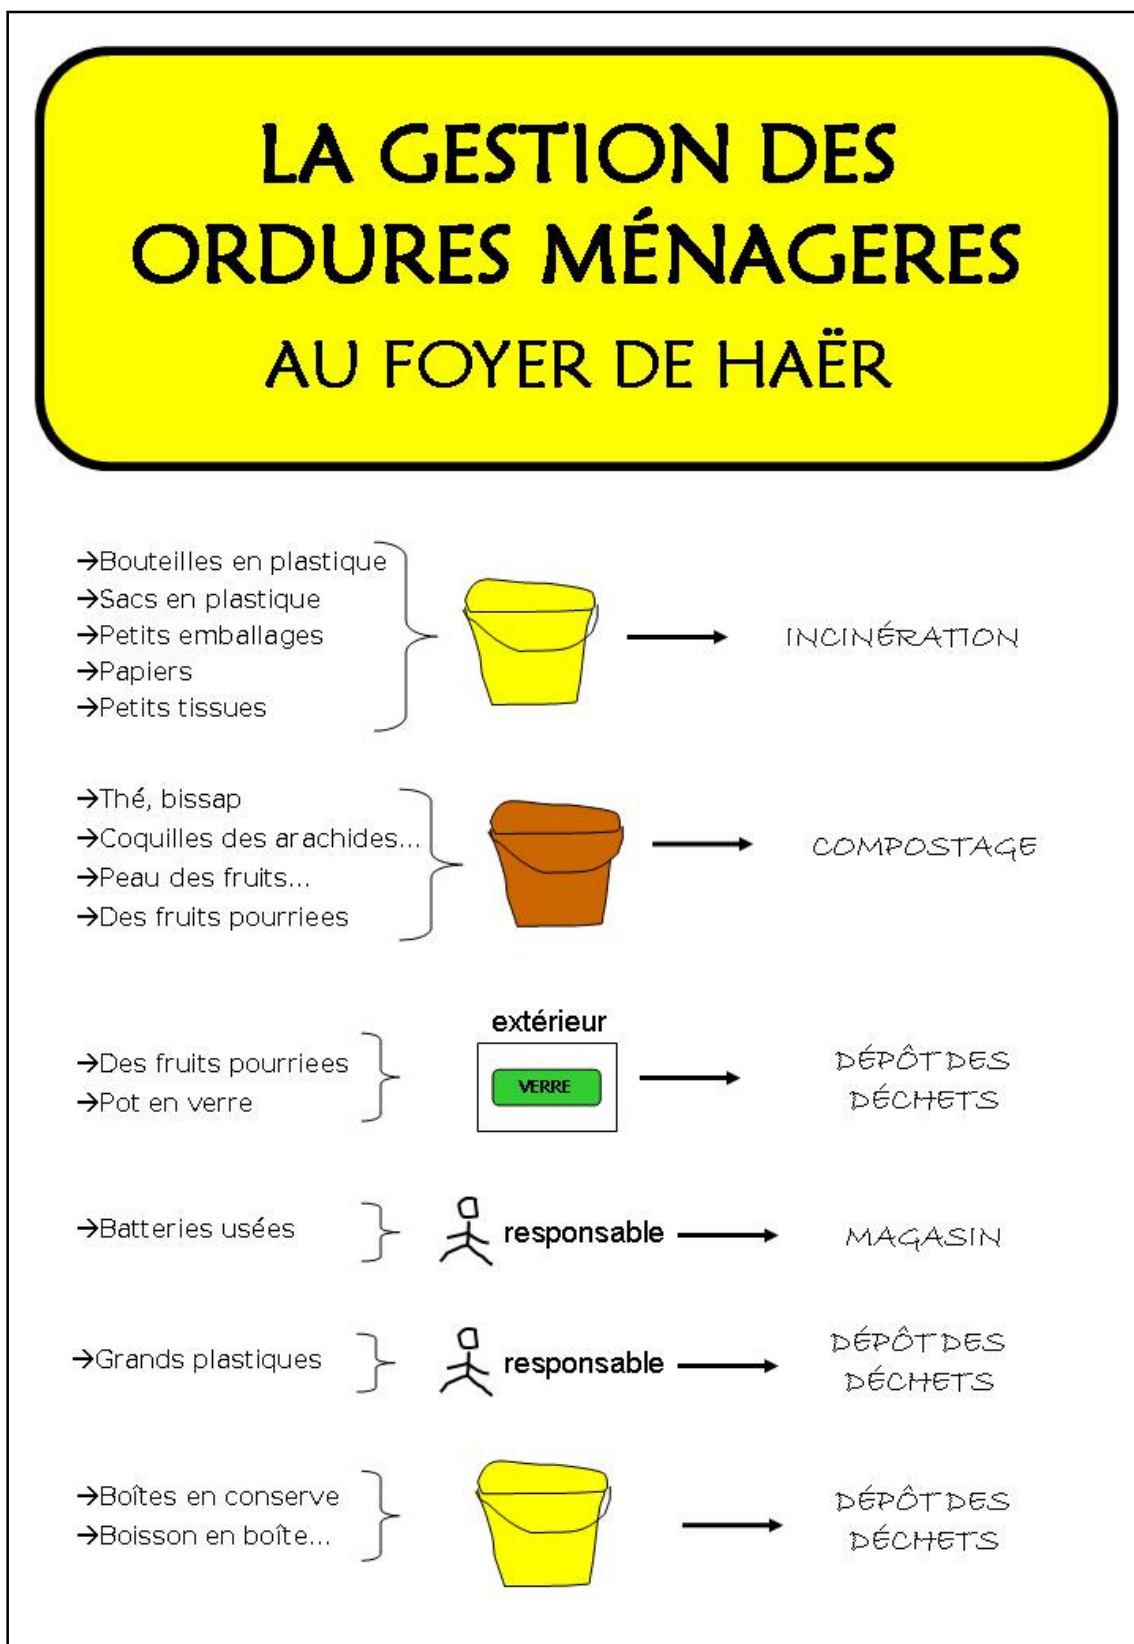 LA GESTION DES
ORDURES MÉNAGERES
AU FOYER DE HAËR
→Bouteilles en plastique
→Sacs en plastique
→Petits emballages
→Papiers
→Petits tissues
INCINÉRATION
→Thé, bissap
→Coquilles des arachides...
→Peau des fruits...
→Des fruits pourriees
COMPOSTAGE
→Des fruits pourriees
→Pot en verre
extérieur
VERRE
DÉPÔT DES
DÉCHETS
→Batteries usées
responsable
MAGASIN
→Grands plastiques
responsable
DÉPÔT DES
DÉCHETS
→Boîtes en conserve
→Boisson en boîte...
DÉPÔT DES
DÉCHETS